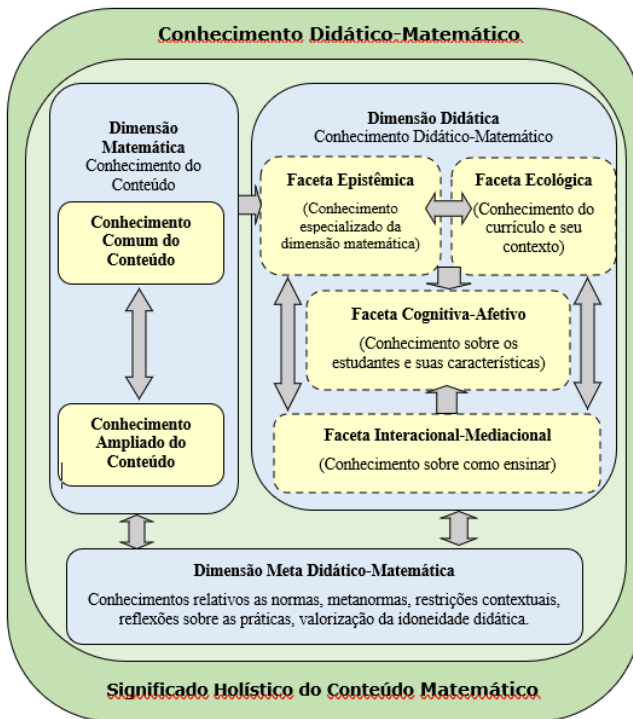 Conhecimento Didático-Matemático
Dimensão
Matemática
Conhecimento do
Conteúdo
Conhecimento
Comum do
Conteúdo
Conhecimento
Ampliado do
Conteúdo
Dimensão Didática
Conhecimento Didático-Matemático
Faceta Epistêmica
(Conhecimento
especializado da
dimensão matemática)
Faceta Ecológica
(Conhecimento do
currículo e seu
contexto)
Faceta Cognitiva-Afetivo
(Conhecimento sobre os
estudantes e suas características)
Faceta Interacional-Mediacional
(Conhecimento sobre como ensinar)
Dimensão Meta Didático-Matemática
Conhecimentos relativos as normas, metanormas, restrições contextuais,
reflexões sobre as práticas, valorização da idoneidade didática.
Significado Holístico do Conteúdo Matemático